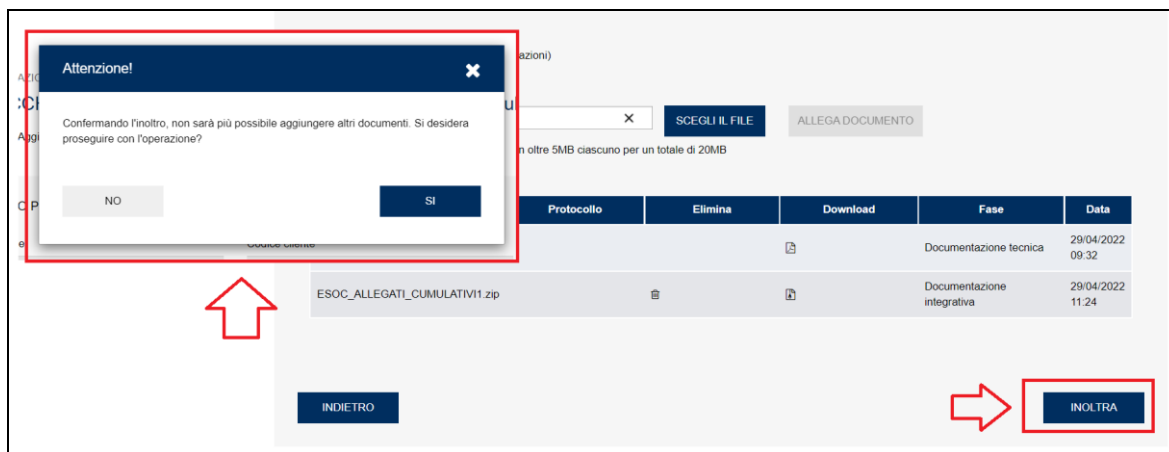 azioni)
Attenzione!
Confermando l'inoltro, non sarà più possibile aggiungere altri documenti. Si desidera
proseguire con l'operazione?
SCEGLI IL FILE
ALLEGA DOCUMENTO
n oltre 5MB ciascuno per un totale di 20MB
NO
SI
Protocollo
Elimina
Download
Fase
Data
Codice cliente
Documentazione tecnica
29/04/2022
09:32
ESOC_ALLEGATI_CUMULATIVI1.zip
Documentazione
integrativa
29/04/2022
11:24
INDIETRO
INOLTRA